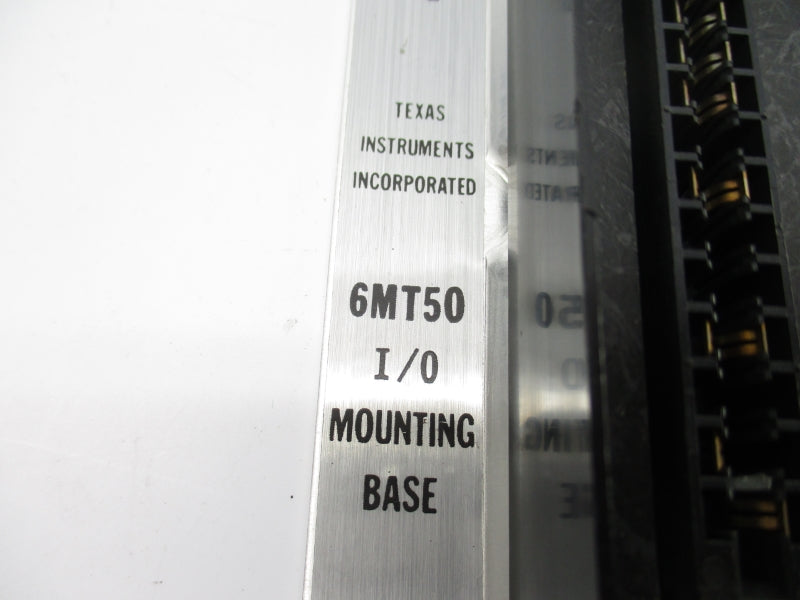 TEXAS
INSTRUMENTS
INCORPORATED
6MT50
I/O
MOUNTING
BASE